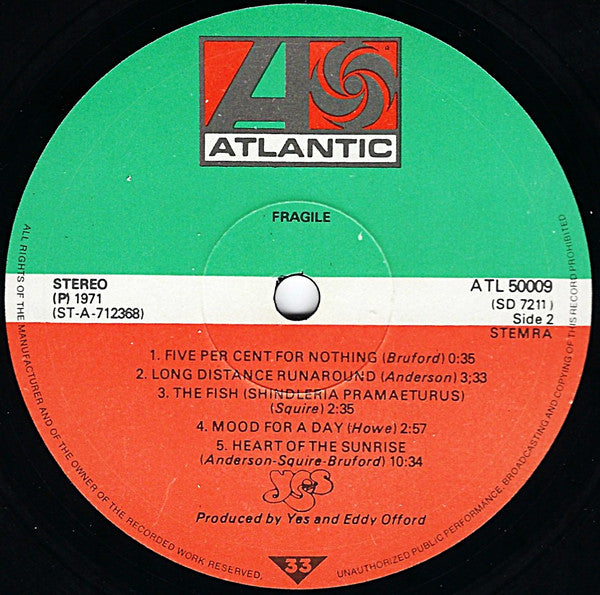 ATLANTIC
FRAGILE
STEREO
(P) 1971
(ST-A-712368)
ATL 50009
(SD 7211)
Side 2
STEMRA
1. FIVE PER CENT FOR NOTHING (Bruford) 0:35
2. LONG DISTANCE RUNAROUND (Anderson) 3;33
3. THE FISH (SHINDLERIA PRAMAETURUS)
(Squire) 2:35
4. MOOD FOR A DAY (Howe) 2:57
5. HEART OF THE SUNRISE
(Anderson-Squire-Bruford) 10:34
Yes
Produced by Yes and Eddy Offord
33
ALL RIGHTS OF THE MANUFACTURER AND OF THE OWNER OF THE RECORDED WORK RESERVED.
UNAUTHORIZED PUBLIC PERFORMANCE, BROADCASTING AND COPYING OF THIS RECORD PROHIBITED